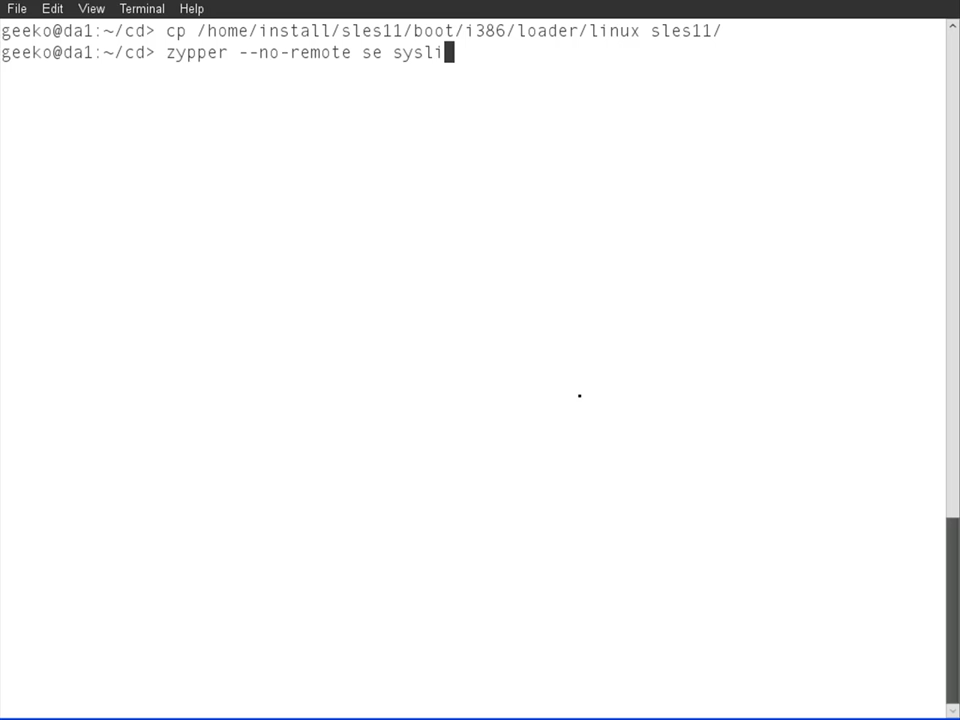 File Edit View Terminal Help
geeko@da1:~/cd> cp /home/install/sles11/boot/i386/loader/linux sles11/
geeko@da1:~/cd> zypper --no-remote se sysli